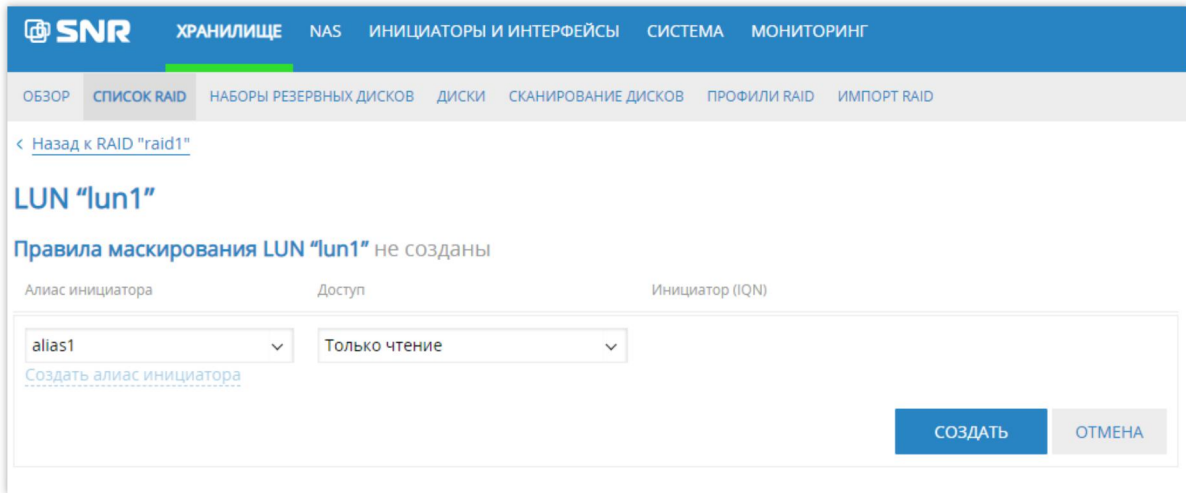 SNR ХРАНИЛИЩЕ NAS ИНИЦИАТОРЫ И ИНТЕРФЕЙСЫ СИСТЕМА МОНИТОРИНГ
ОБЗОР СПИСОК RAID НАБОРЫ РЕЗЕРВНЫХ ДИСКОВ ДИСКИ СКАНИРОВАНИЕ ДИСКОВ ПРОФИЛИ RAID ИМПОРТ RAID
< Назад к RAID "raid1"
LUN “lun1”
Правила маскирования LUN “lun1” не созданы
Алиас инициатора Доступ Инициатор (IQN)
alias1 Только чтение
Создать алиас инициатора
СОЗДАТЬ ОТМЕНА